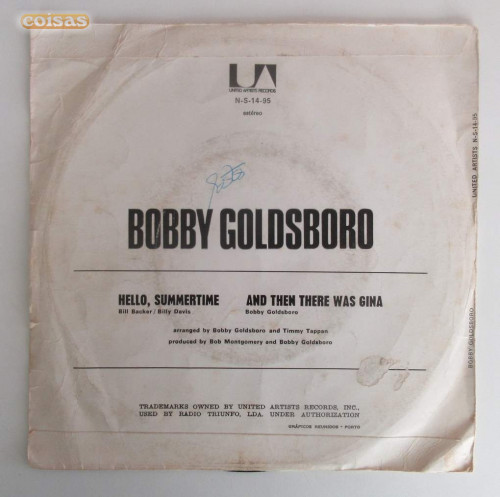 coisas
UA
UNITED ARTISTS RECORDS
N-S-14-95
estéreo
BOBBY GOLDSBORO
HELLO, SUMMERTIME
Bill Backer / Billy Davis
AND THEN THERE WAS GINA
Bobby Goldsboro
arranged by Bobby Goldsboro and Timmy Tappan
produced by Bob Montgomery and Bobby Goldsboro
TRADEMARKS OWNED BY UNITED ARTISTS RECORDS, INC.,
USED BY RADIO TRIUNFO, LDA. UNDER AUTHORIZATION
GRÁFICOS REUNIDOS - PORTO
UNITED ARTISTS N-S-14-95
BOBBY GOLDSBORO